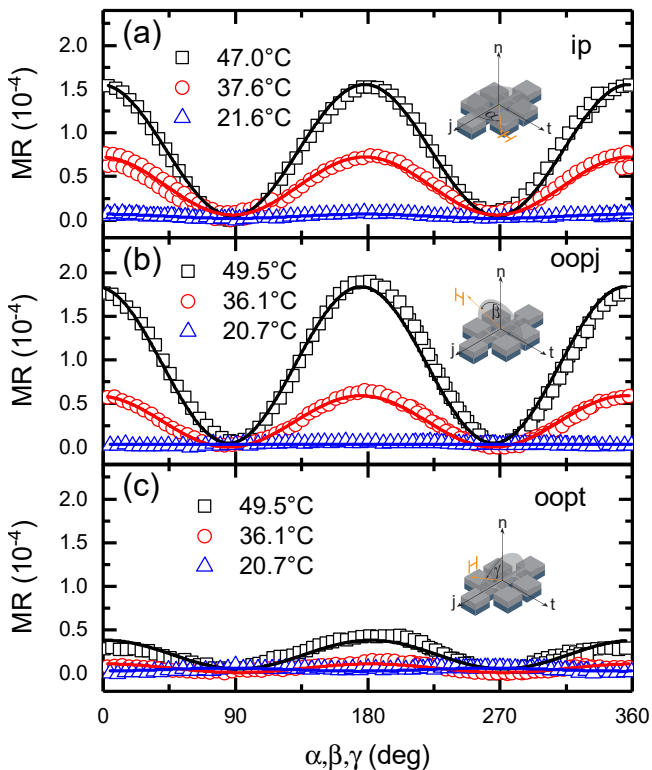 (a)
ip
47.0°C
37.6°C
21.6°C
n
j
t
α
H
MR (10⁻⁴)
2.0
1.5
1.0
0.5
0.0
(b)
oopj
49.5°C
36.1°C
20.7°C
n
H
β
j
t
MR (10⁻⁴)
2.0
1.5
1.0
0.5
0.0
(c)
oopt
49.5°C
36.1°C
20.7°C
n
H
γ
j
t
MR (10⁻⁴)
2.0
1.5
1.0
0.5
0.0
0 90 180 270 360
α,β,γ (deg)